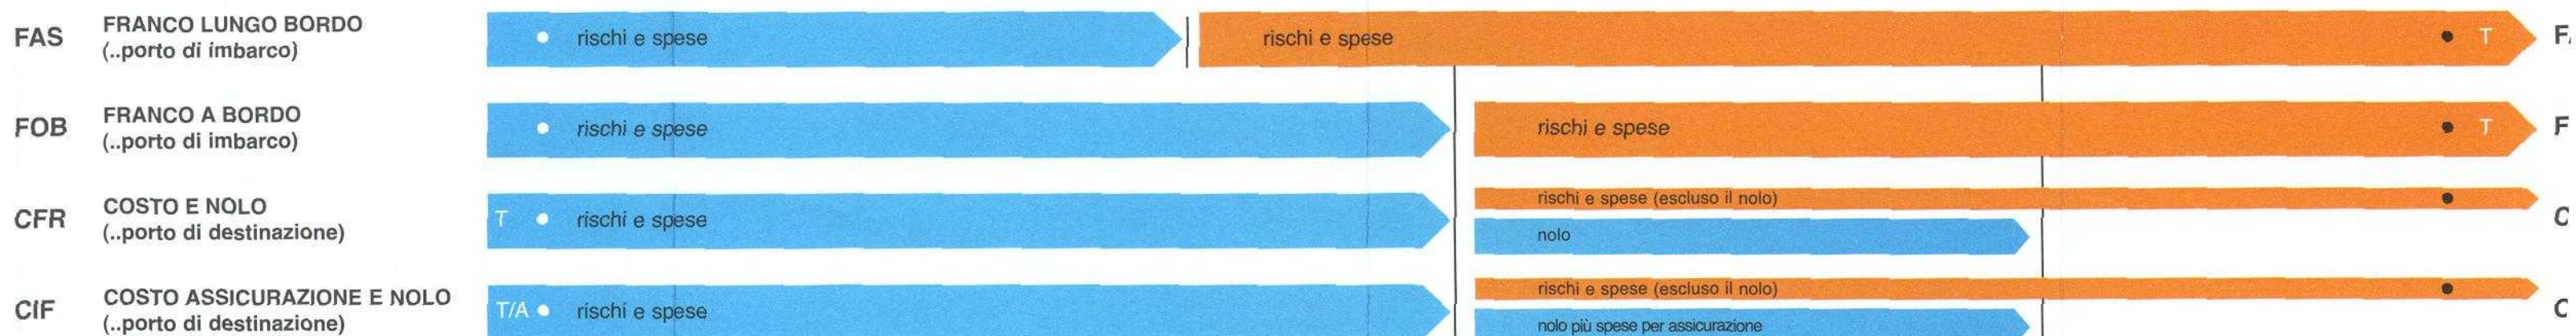 FAS FRANCO LUNGO BORDO rischi e spese rischi e spese T
(..porto di imbarco)
FOB FRANCO A BORDO rischi e spese rischi e spese T F
(..porto di imbarco)
CFR COSTO E NOLO T rischi e spese rischi e spese (escluso il nolo)
(..porto di destinazione) nolo
CIF COSTO ASSICURAZIONE E NOLO T/A rischi e spese rischi e spese (escluso il nolo)
(..porto di destinazione) nolo più spese per assicurazione